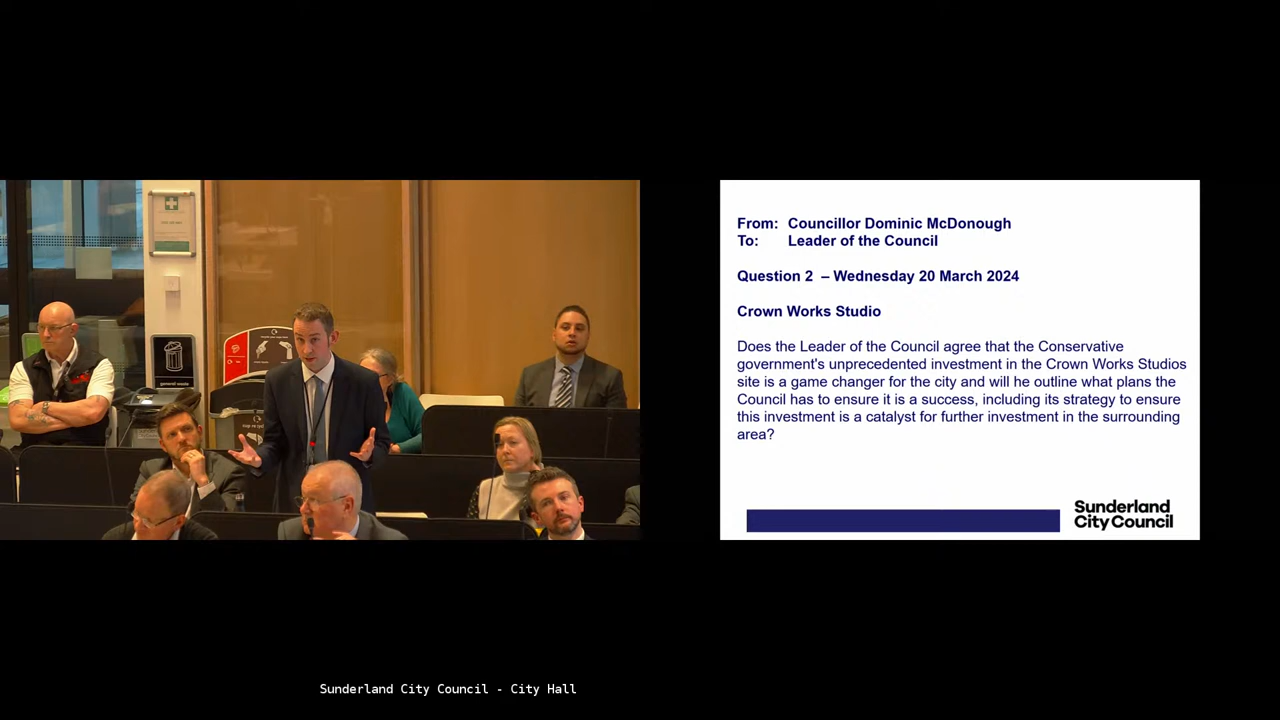 From: Councillor Dominic McDonough
To: Leader of the Council
Question 2 – Wednesday 20 March 2024
Crown Works Studio
Does the Leader of the Council agree that the Conservative
government's unprecedented investment in the Crown Works Studios
site is a game changer for the city and will he outline what plans the
Council has to ensure it is a success, including its strategy to ensure
this investment is a catalyst for further investment in the surrounding
area?
Sunderland
City Council
general waste
Sunderland City Council - City Hall